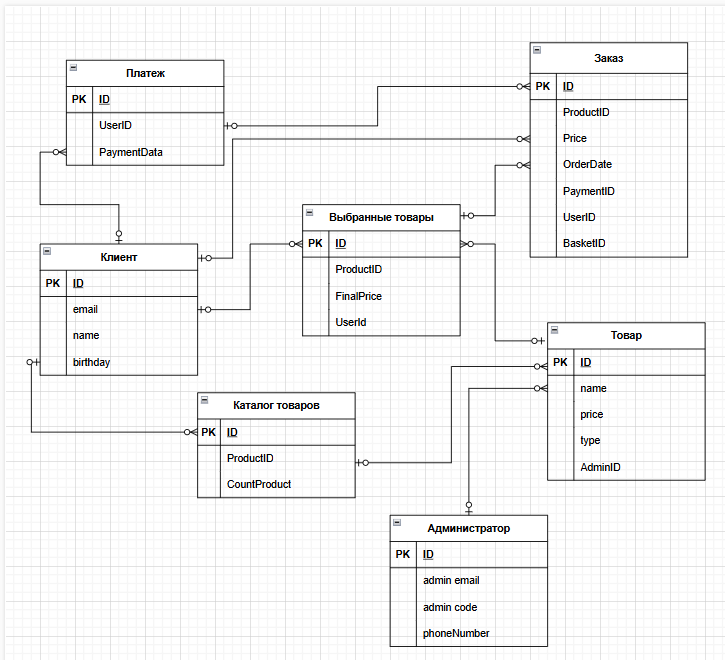 Платеж
PK ID
UserID
PaymentData
Заказ
PK ID
ProductID
Price
OrderDate
PaymentID
UserID
BasketID
Выбранные товары
PK ID
ProductID
FinalPrice
UserId
Клиент
PK ID
email
name
birthday
Товар
PK ID
name
price
type
AdminID
Каталог товаров
PK ID
ProductID
CountProduct
Администратор
PK ID
admin email
admin code
phoneNumber